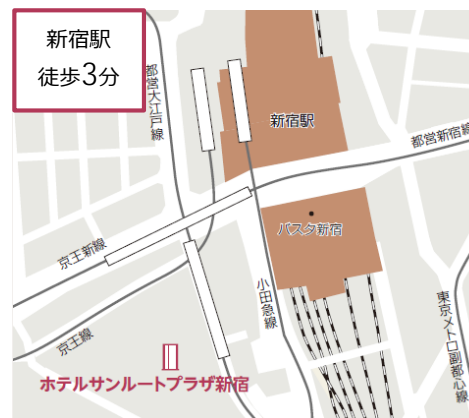 新宿駅
徒歩3分
都営大江戸線
新宿駅
都営新宿線
バスタ新宿
京王新線
小田急線
京王線
東京メトロ副都心線
ホテルサンルートプラザ新宿